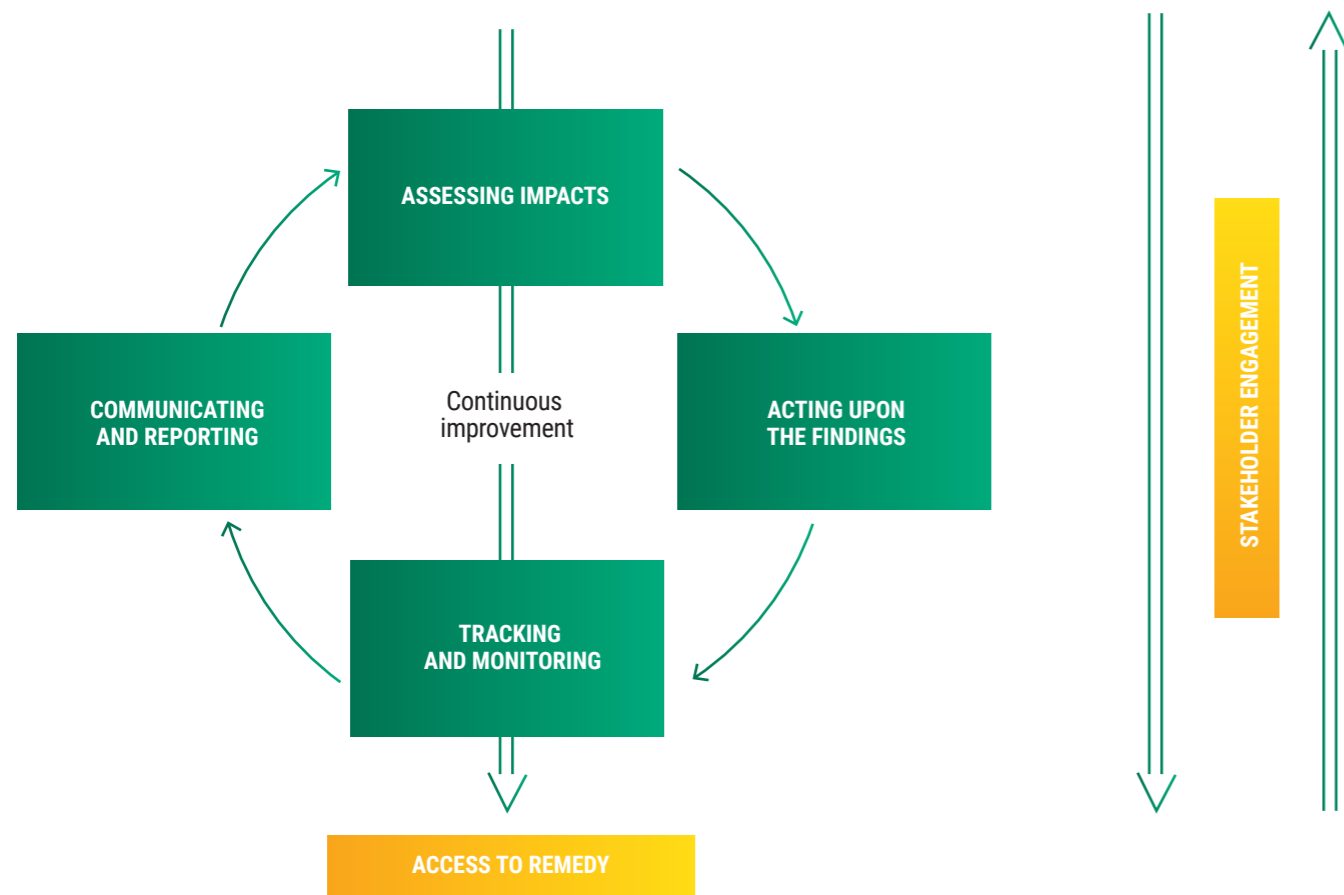 ASSESSING IMPACTS
COMMUNICATING
AND REPORTING
Continuous
improvement
ACTING UPON
THE FINDINGS
TRACKING
AND MONITORING
ACCESS TO REMEDY
STAKEHOLDER ENGAGEMENT